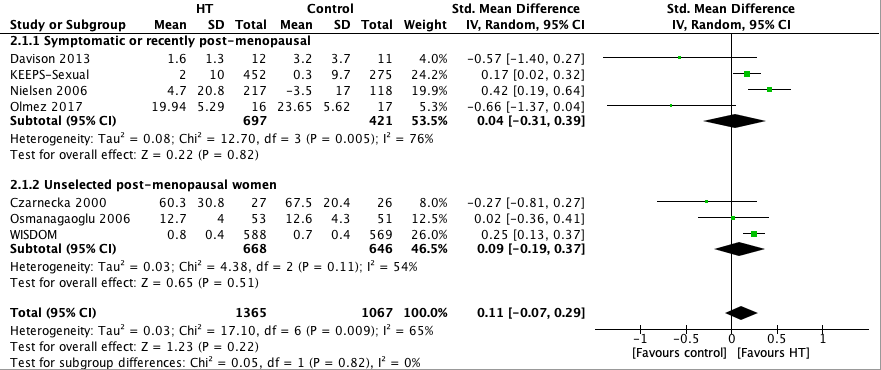 HT Control Std. Mean Difference Std. Mean Difference
Study or Subgroup Mean SD Total Mean SD Total Weight IV, Random, 95% CI IV, Random, 95% CI
2.1.1 Symptomatic or recently post-menopausal
Davison 2013 1.6 1.3 12 3.2 3.7 11 4.0% -0.57 [-1.40, 0.27]
KEEPS-Sexual 2 10 452 0.3 9.7 275 24.2% 0.17 [0.02, 0.32]
Nielsen 2006 4.7 20.8 217 -3.5 17 118 19.9% 0.42 [0.19, 0.64]
Olmez 2017 19.94 5.29 16 23.65 5.62 17 5.3% -0.66 [-1.37, 0.04]
Subtotal (95% CI) 697 421 53.5% 0.04 [-0.31, 0.39]
Heterogeneity: Tau² = 0.08; Chi² = 12.70, df = 3 (P = 0.005); I² = 76%
Test for overall effect: Z = 0.22 (P = 0.82)
2.1.2 Unselected post-menopausal women
Czarnecka 2000 60.3 30.8 27 67.5 20.4 26 8.0% -0.27 [-0.81, 0.27]
Osmanagaoglu 2006 12.7 4 53 12.6 4.3 51 12.5% 0.02 [-0.36, 0.41]
WISDOM 0.8 0.4 588 0.7 0.4 569 26.0% 0.25 [0.13, 0.37]
Subtotal (95% CI) 668 646 46.5% 0.09 [-0.19, 0.37]
Heterogeneity: Tau² = 0.03; Chi² = 4.38, df = 2 (P = 0.11); I² = 54%
Test for overall effect: Z = 0.65 (P = 0.51)
Total (95% CI) 1365 1067 100.0% 0.11 [-0.07, 0.29]
Heterogeneity: Tau² = 0.03; Chi² = 17.10, df = 6 (P = 0.009); I² = 65%
Test for overall effect: Z = 1.23 (P = 0.22)
Test for subgroup differences: Chi² = 0.05, df = 1 (P = 0.82), I² = 0%
-1 -0.5 0 0.5 1
[Favours control] [Favours HT]